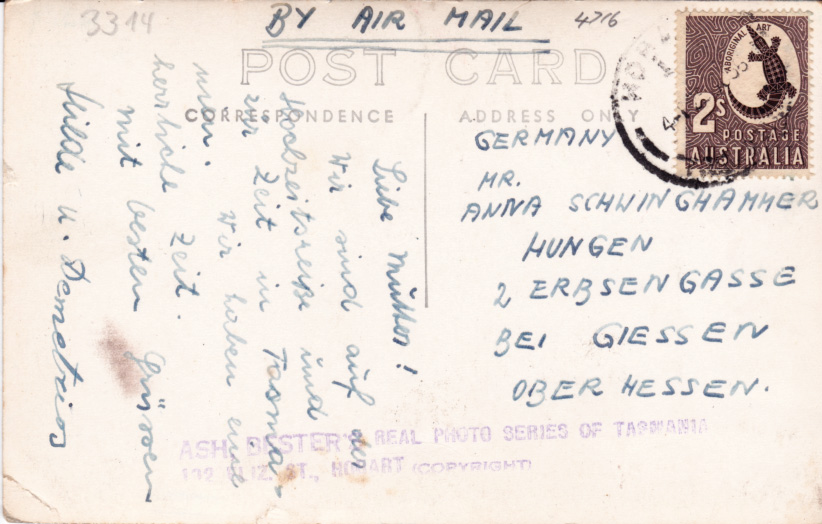 3314
BY AIR MAIL
4716
POST CARD
CORRESPONDENCE
ADDRESS ONLY
ABORIGINAL ART
2s
POSTAGE
AUSTRALIA
GERMANY
MR.
ANNA SCHWINGHAMMER
HUNGEN
2 ERBSENGASSE
BEI GIESSEN
OBER HESSEN.
Liebe Mutter!
Wir sind auf der
Hochzeitsreise und
zur Zeit in Tasma-
nien. Wir haben eine
herrliche Zeit.
Mit besten Grüssen
Hilde u. Demetrios
ASH. BESTER'S REAL PHOTO SERIES OF TASMANIA
132 ELIZ. ST., HOBART (COPYRIGHT)